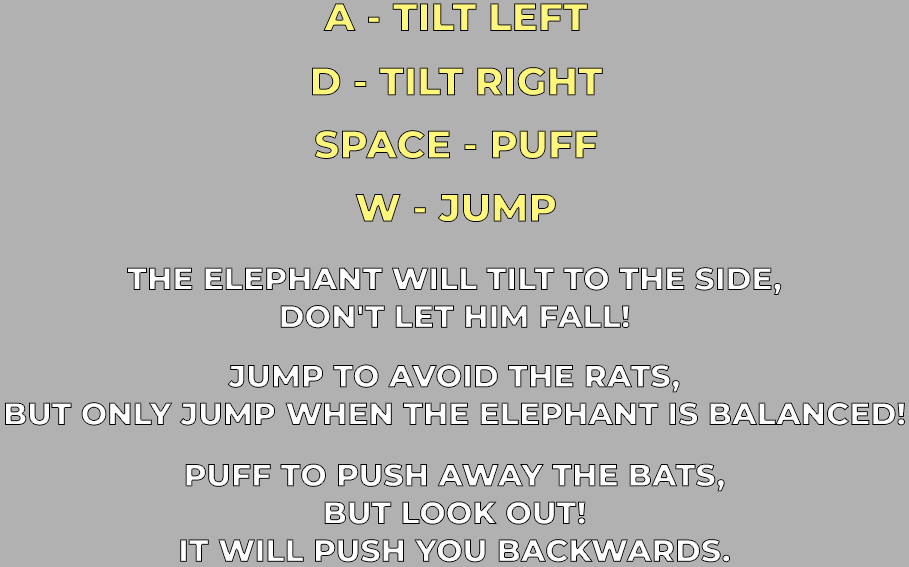 A - TILT LEFT
D - TILT RIGHT
SPACE - PUFF
W - JUMP
THE ELEPHANT WILL TILT TO THE SIDE,
DON'T LET HIM FALL!
JUMP TO AVOID THE RATS,
BUT ONLY JUMP WHEN THE ELEPHANT IS BALANCED!
PUFF TO PUSH AWAY THE BATS,
BUT LOOK OUT!
IT WILL PUSH YOU BACKWARDS.